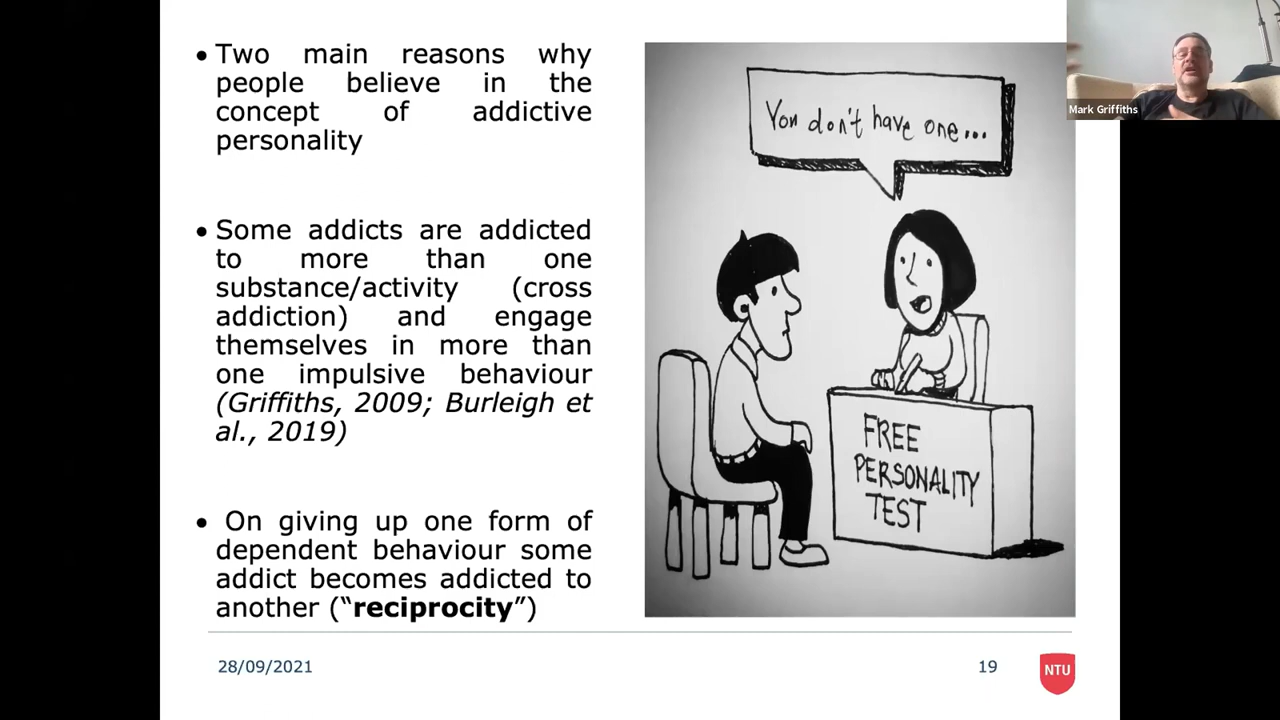 • Two main reasons why
people believe in the
concept of addictive
personality
• Some addicts are addicted
to more than one
substance/activity (cross
addiction) and engage
themselves in more than
one impulsive behaviour
(Griffiths, 2009; Burleigh et
al., 2019)
• On giving up one form of
dependent behaviour some
addict becomes addicted to
another (“reciprocity”)
You don't have one...
FREE
PERSONALITY
TEST
Mark Griffiths
28/09/2021
19
NTU